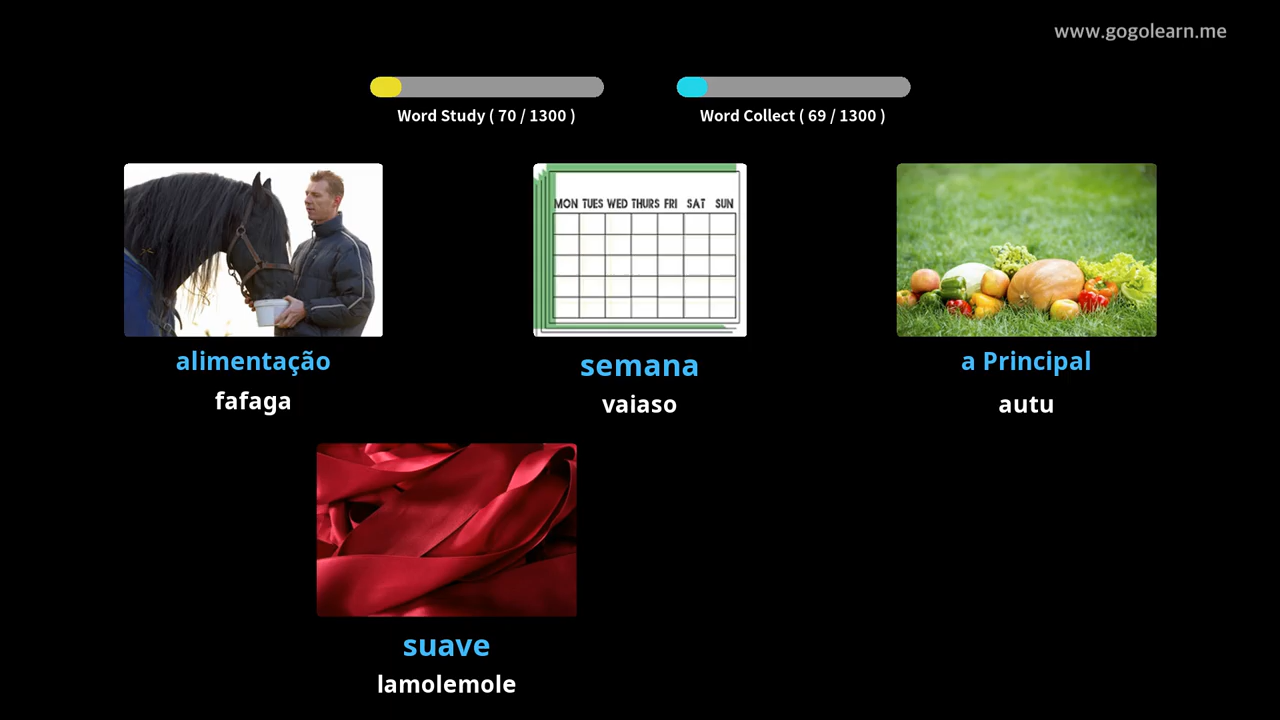 www.gogolearn.me
Word Study ( 70 / 1300 )
Word Collect ( 69 / 1300 )
MON TUES WED THURS FRI SAT SUN
alimentação
semana
a Principal
fafaga
vaiaso
autu
suave
lamolemole